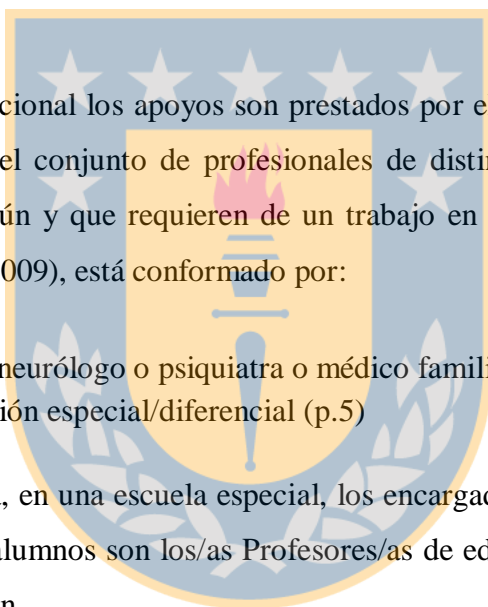 cional los apoyos son prestados por e
el conjunto de profesionales de distin
ún y que requieren de un trabajo en
009), está conformado por:
neurólogo o psiquiatra o médico famili
ción especial/diferencial (p.5)
, en una escuela especial, los encargad
alumnos son los/as Profesores/as de ed
n